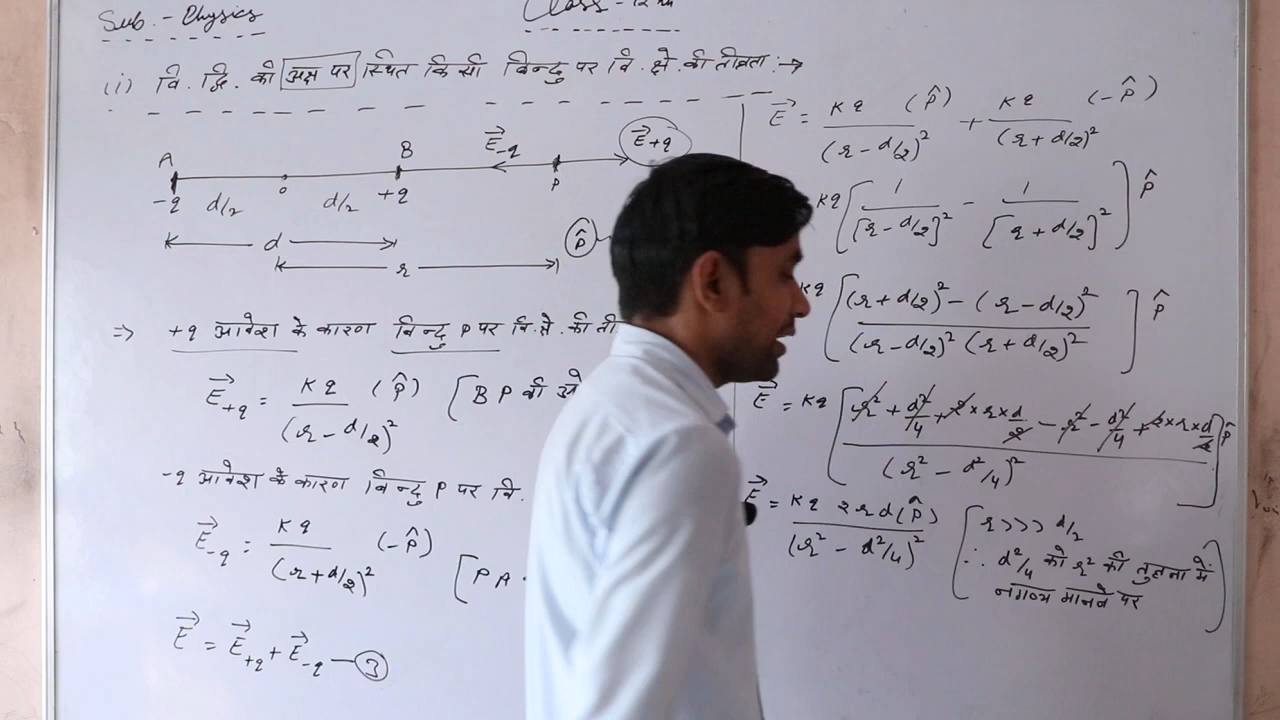 Sub. - Physics
Class - 12th
(i) वि. द्वि. की अक्ष पर स्थित किसी बिन्दु पर वि. क्षे. की तीव्रता :→
A B E⃗₋q P E⃗₊q
-q d/2 o d/2 +q
d p̂
r
⇒ +q आवेश के कारण बिन्दु P पर वि. क्षे. की ती
E⃗₊q = Kq/(r - d/2)² (p̂) [BP की ओ
-q आवेश के कारण बिन्दु P पर वि.
E⃗₋q = Kq/(r + d/2)² (-p̂) [PA
E⃗ = E⃗₊q + E⃗₋q — ③
E⃗ = Kq/(r - d/2)² (p̂) + Kq/(r + d/2)² (-p̂)
Kq [1/[r - d/2]² - 1/[r + d/2]²] p̂
Kq [((r + d/2)² - (r - d/2)²)/((r - d/2)² (r + d/2)²)] p̂
E⃗ = Kq [(r² + d²/4 + 2×r×d/2 - r² - d²/4 + 2×r×d/2)/(r² - d²/4)²] p̂
E⃗ = Kq 2rd(p̂)/(r² - d²/4)² [r >>> d/2
∴ d²/4 को r² की तुलना में
नगण्य मानने पर]